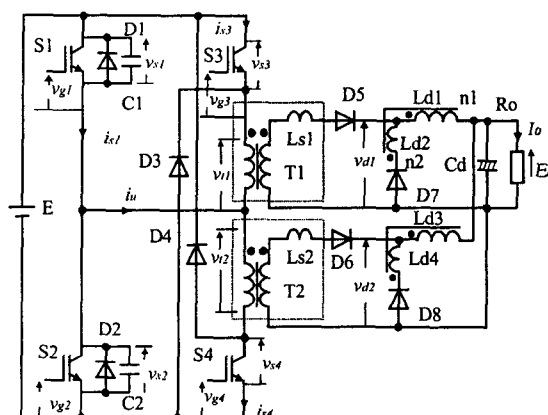 D1
i_s3
S1
S3
v_s1
v_s3
v_g1
C1
v_g3
D5
Ld1
n1
Ro
Io
Ls1
Ld2
n2
Cd
E
i_s1
D3
v_t1
T1
v_d1
D7
E
i_u
Ld3
D4
Ls2
D6
Ld4
v_t2
T2
v_d2
D8
D2
S2
S4
v_s2
v_s4
v_g2
C2
v_g4
i_s4